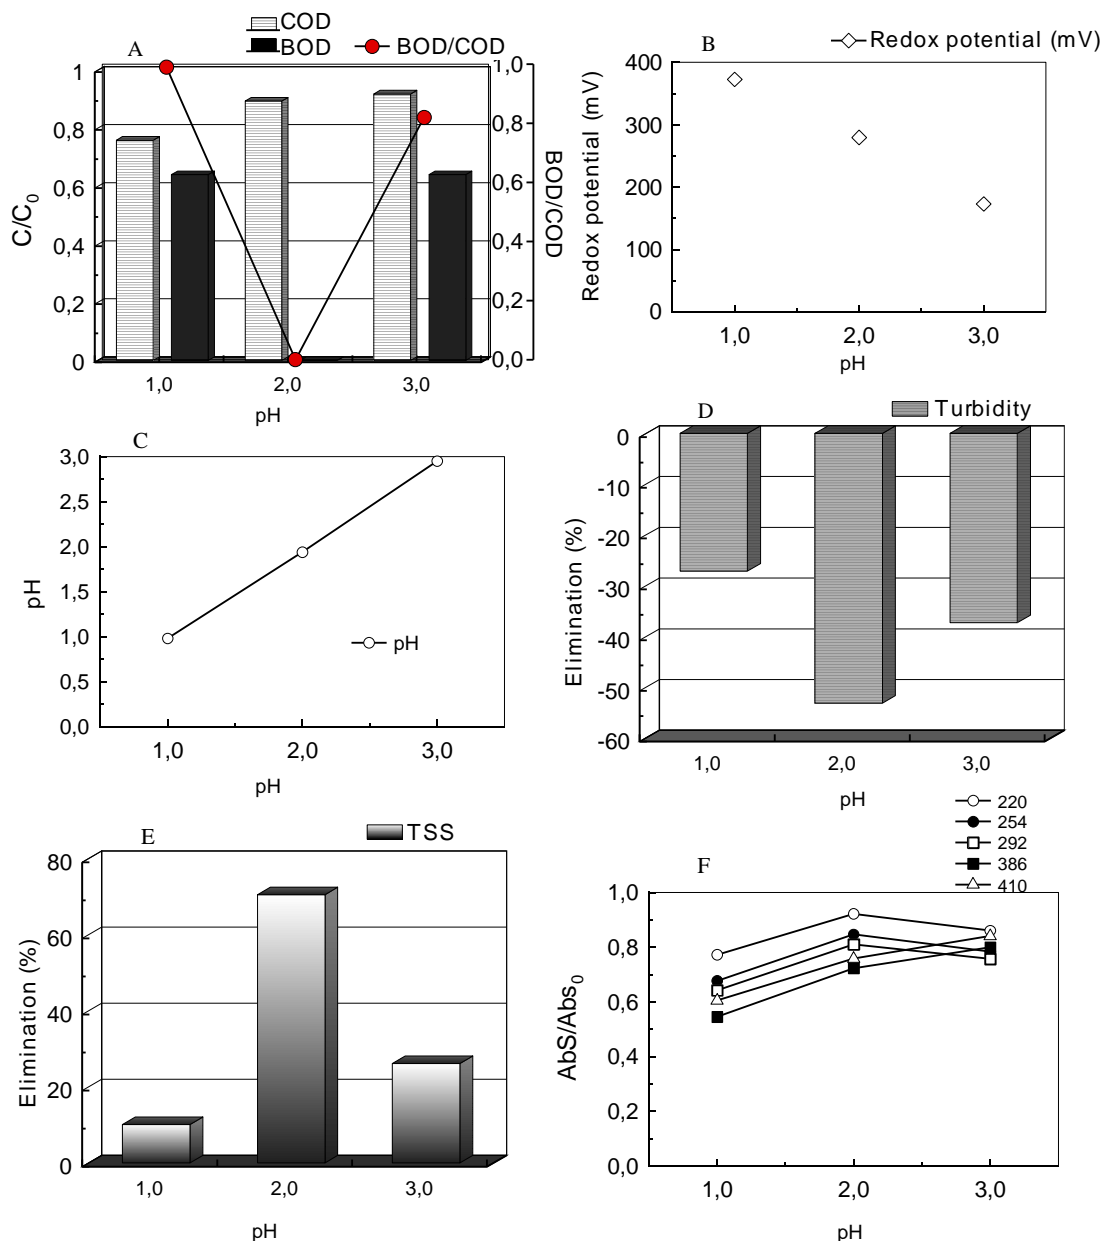 A
COD
BOD
BOD/COD
1
0,8
0,6
0,4
0,2
0
C/C0
1,0
0,8
0,6
0,4
0,2
0,0
BOD/COD
1,0 2,0 3,0
pH
B
Redox potential (mV)
400
300
200
100
0
Redox potential (mV)
1,0 2,0 3,0
pH
C
3,0
2,5
2,0
1,5
1,0
0,5
0,0
pH
pH
1,0 2,0 3,0
pH
D
Turbidity
0
-10
-20
-30
-40
-50
-60
Elimination (%)
1,0 2,0 3,0
pH
E
TSS
80
60
40
20
0
Elimination (%)
1,0 2,0 3,0
pH
F
220
254
292
386
410
1,0
0,8
0,6
0,4
0,2
0,0
AbS/Abs0
1,0 2,0 3,0
pH